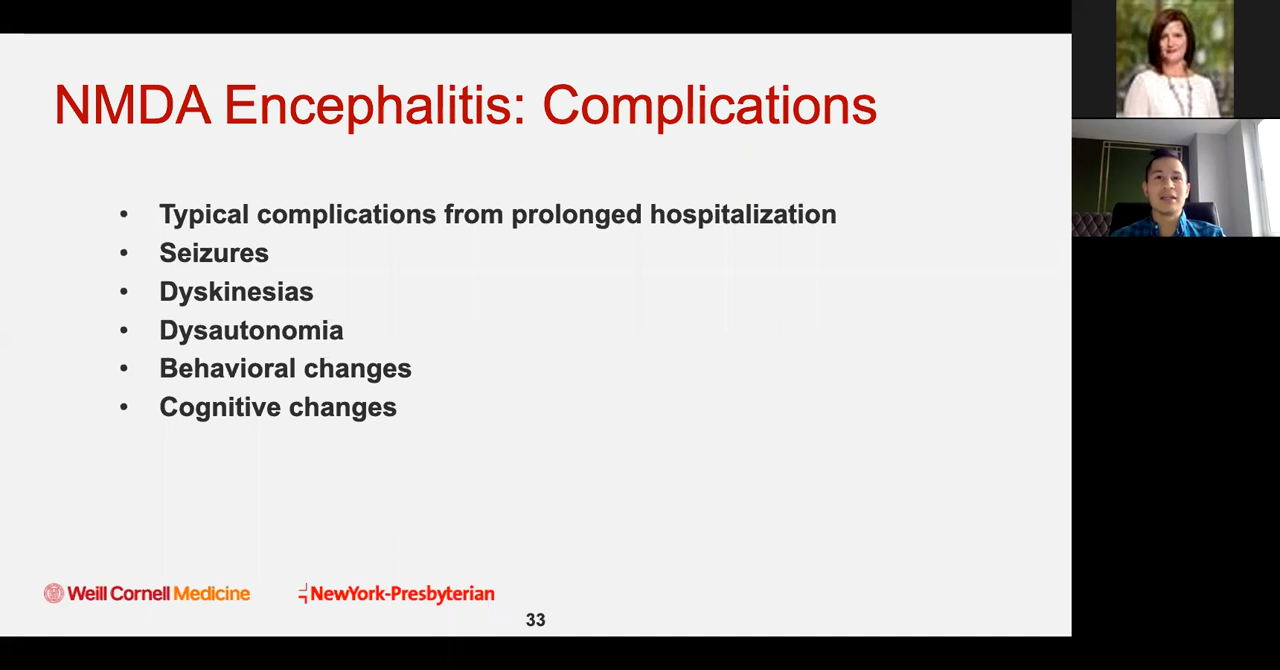 NMDA Encephalitis: Complications
• Typical complications from prolonged hospitalization
• Seizures
• Dyskinesias
• Dysautonomia
• Behavioral changes
• Cognitive changes
Weill Cornell Medicine
NewYork-Presbyterian
33